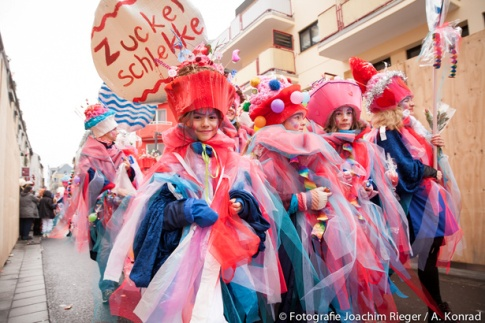 Zucker
schlecke
© Fotografie Joachim Rieger / A. Konrad